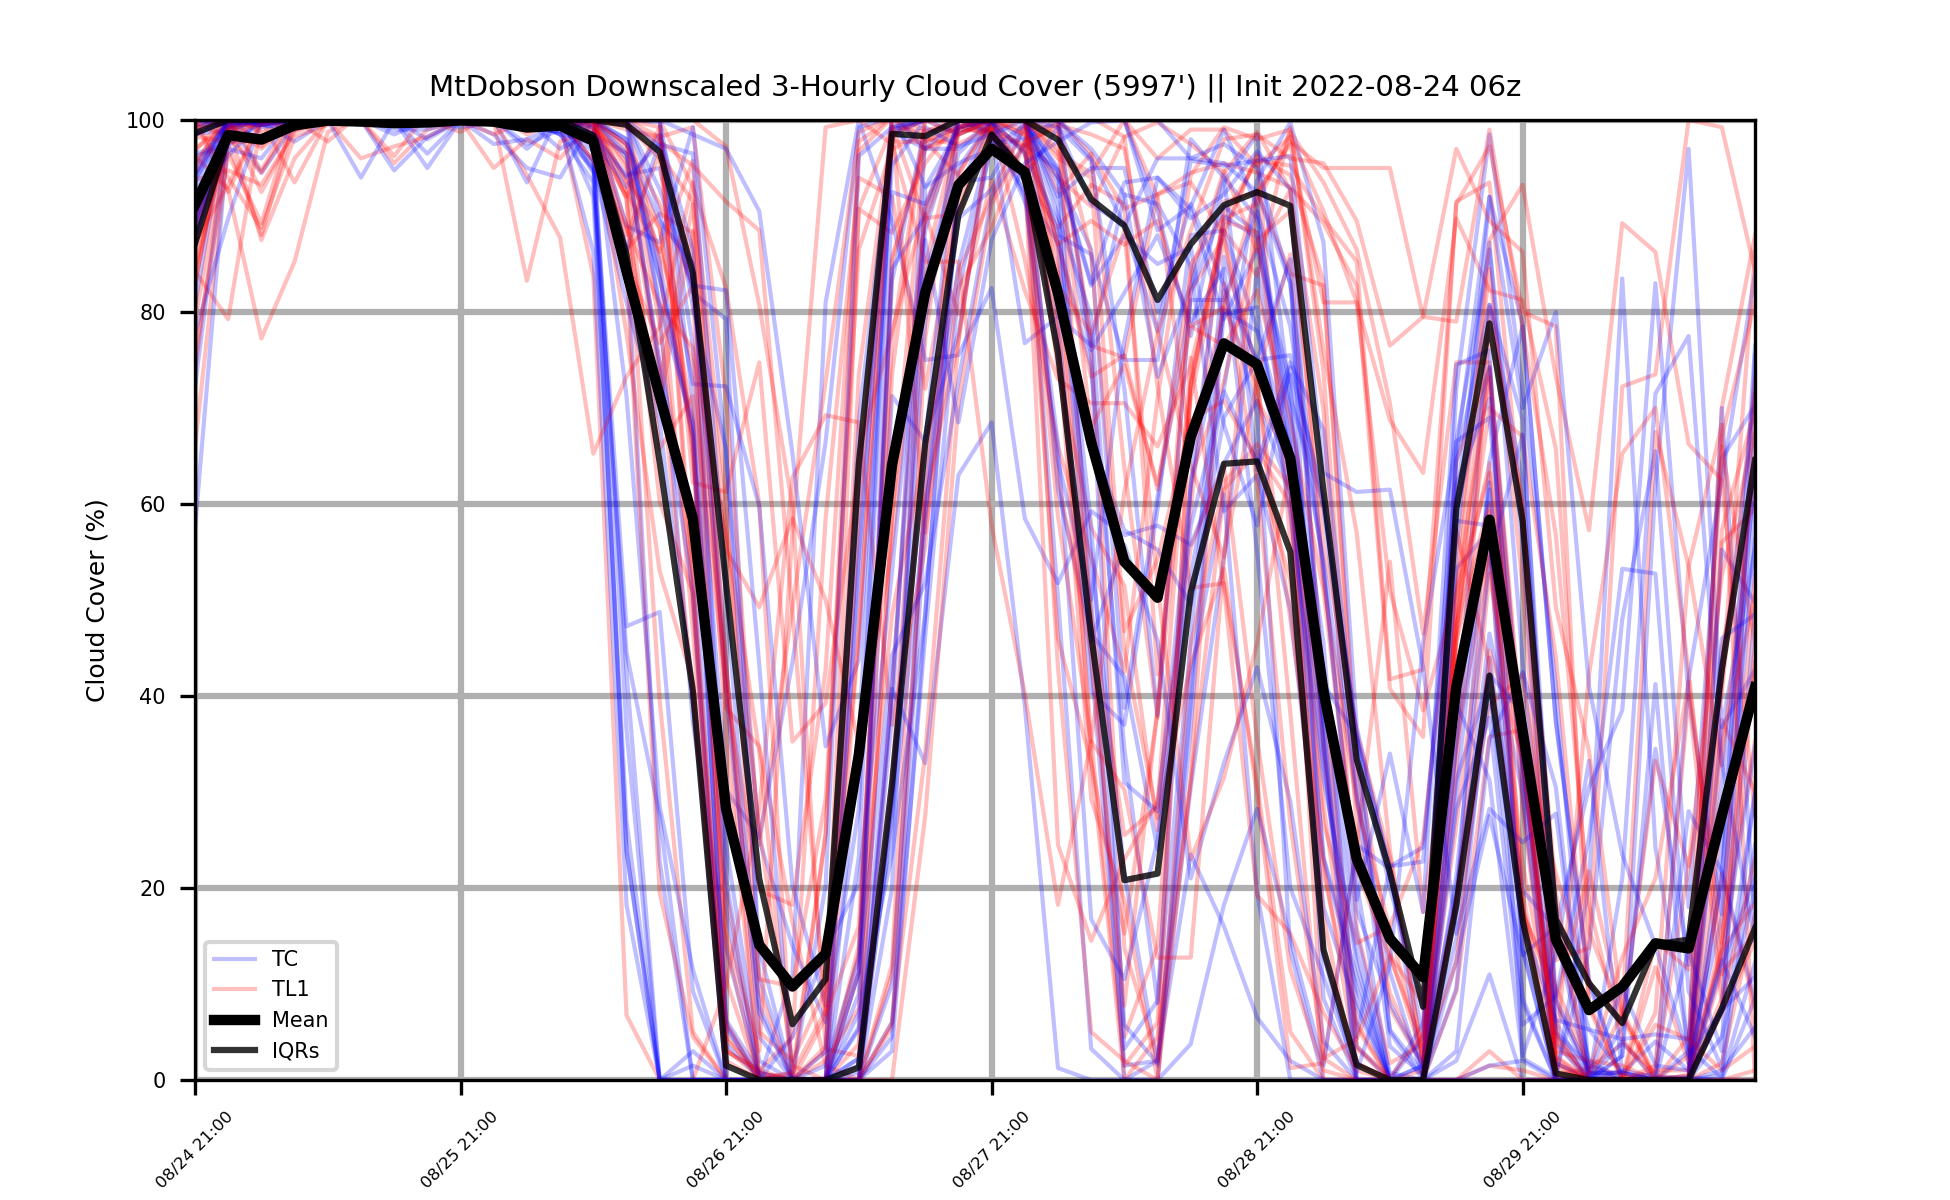 MtDobson Downscaled 3-Hourly Cloud Cover (5997') || Init 2022-08-24 06z
Cloud Cover (%)
100
80
60
40
20
0
TC
TL1
Mean
IQRs
08/24 21:00
08/25 21:00
08/26 21:00
08/27 21:00
08/28 21:00
08/29 21:00